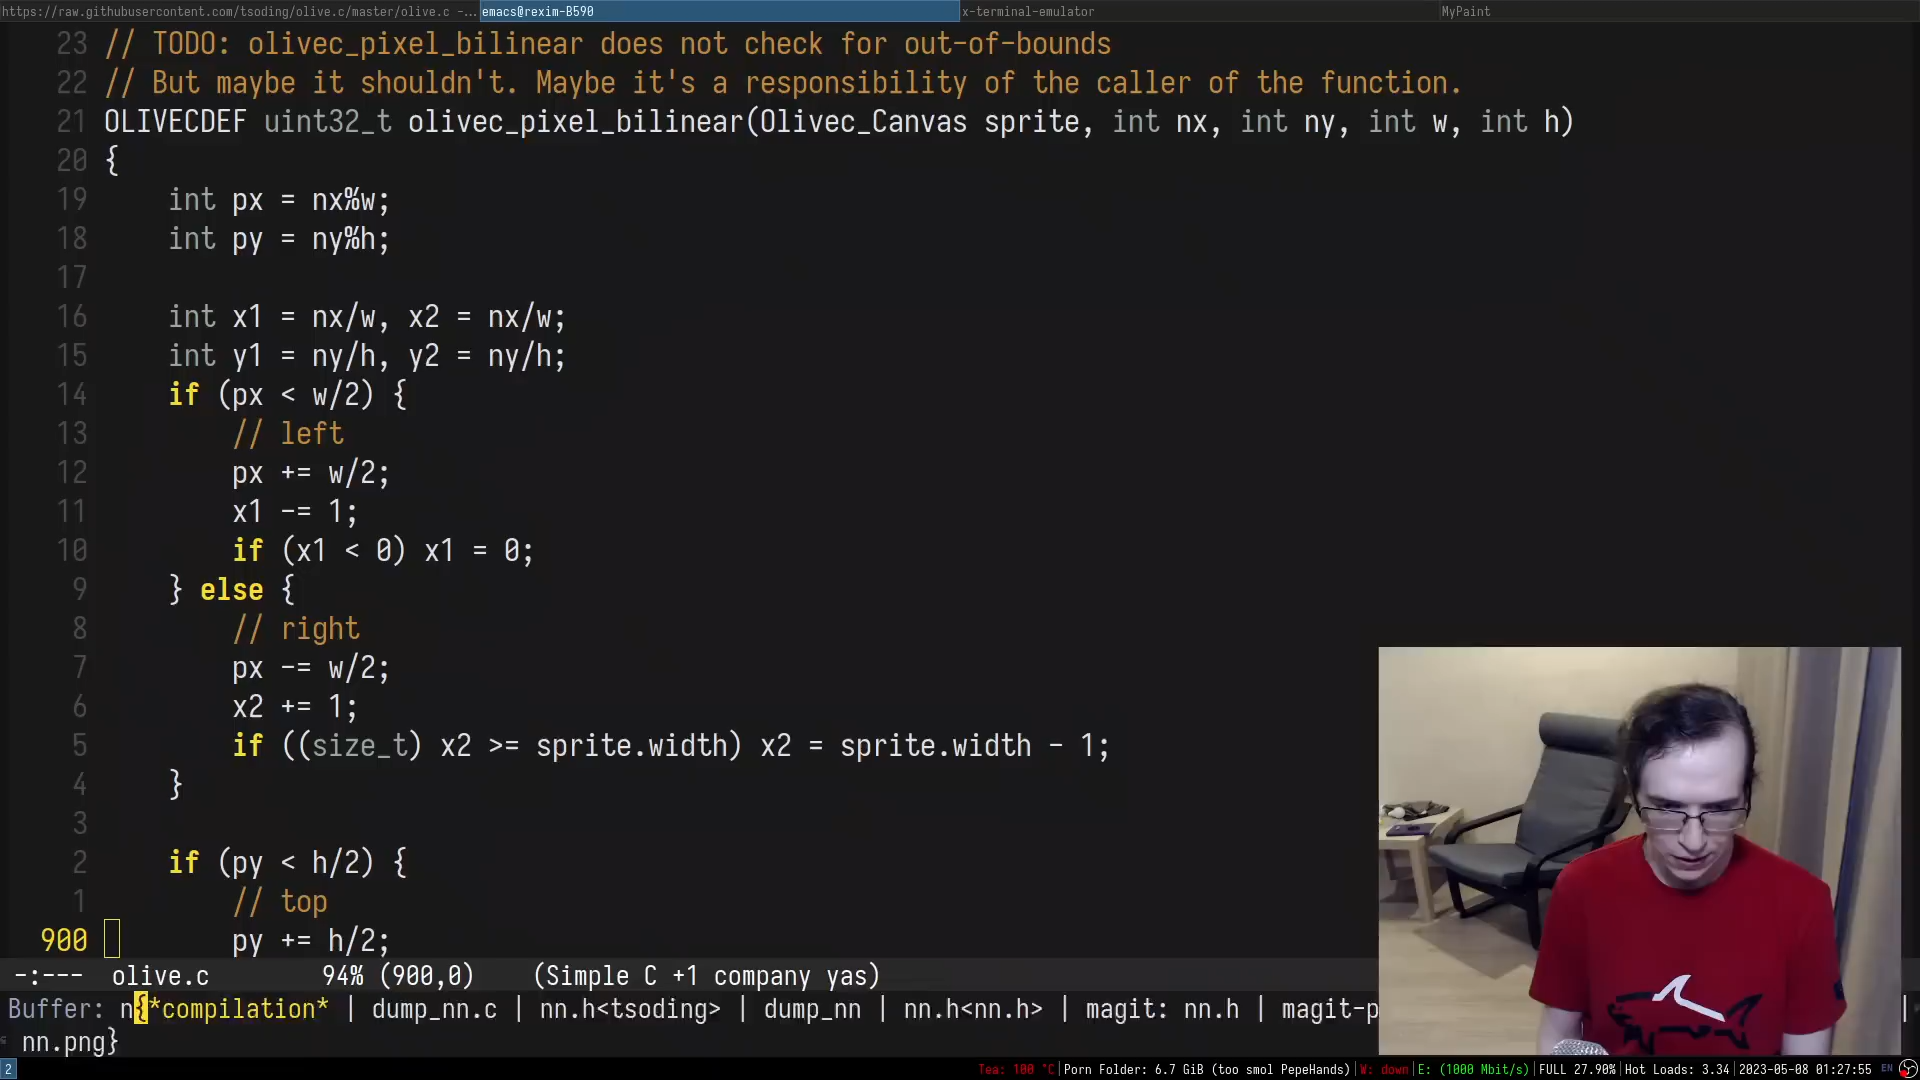 https://raw.githubusercontent.com/tsoding/olive.c/master/olive.c -... emacs@rexim-B590 x-terminal-emulator MyPaint
23 // TODO: olivec_pixel_bilinear does not check for out-of-bounds
22 // But maybe it shouldn't. Maybe it's a responsibility of the caller of the function.
21 OLIVECDEF uint32_t olivec_pixel_bilinear(Olivec_Canvas sprite, int nx, int ny, int w, int h)
20 {
19 int px = nx%w;
18 int py = ny%h;
17
16 int x1 = nx/w, x2 = nx/w;
15 int y1 = ny/h, y2 = ny/h;
14 if (px < w/2) {
13 // left
12 px += w/2;
11 x1 -= 1;
10 if (x1 < 0) x1 = 0;
9 } else {
8 // right
7 px -= w/2;
6 x2 += 1;
5 if ((size_t) x2 >= sprite.width) x2 = sprite.width - 1;
4 }
3
2 if (py < h/2) {
1 // top
900 py += h/2;
-:--- olive.c 94% (900,0) (Simple C +1 company yas)
Buffer: n{*compilation* | dump_nn.c | nn.h<tsoding> | dump_nn | nn.h<nn.h> | magit: nn.h | magit-p |
nn.png}
2 Tea: 100 °C|Porn Folder: 6.7 GiB (too smol PepeHands)|W: down|E: (1000 Mbit/s)|FULL 27.90%|Hot Loads: 3.34|2023-05-08 01:27:55 EN